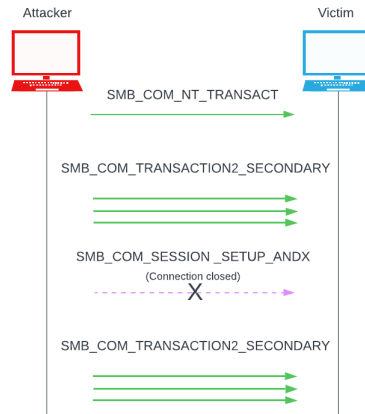 Attacker Victim
SMB_COM_NT_TRANSACT
SMB_COM_TRANSACTION2_SECONDARY
SMB_COM_SESSION _SETUP_ANDX
(Connection closed)
X
SMB_COM_TRANSACTION2_SECONDARY